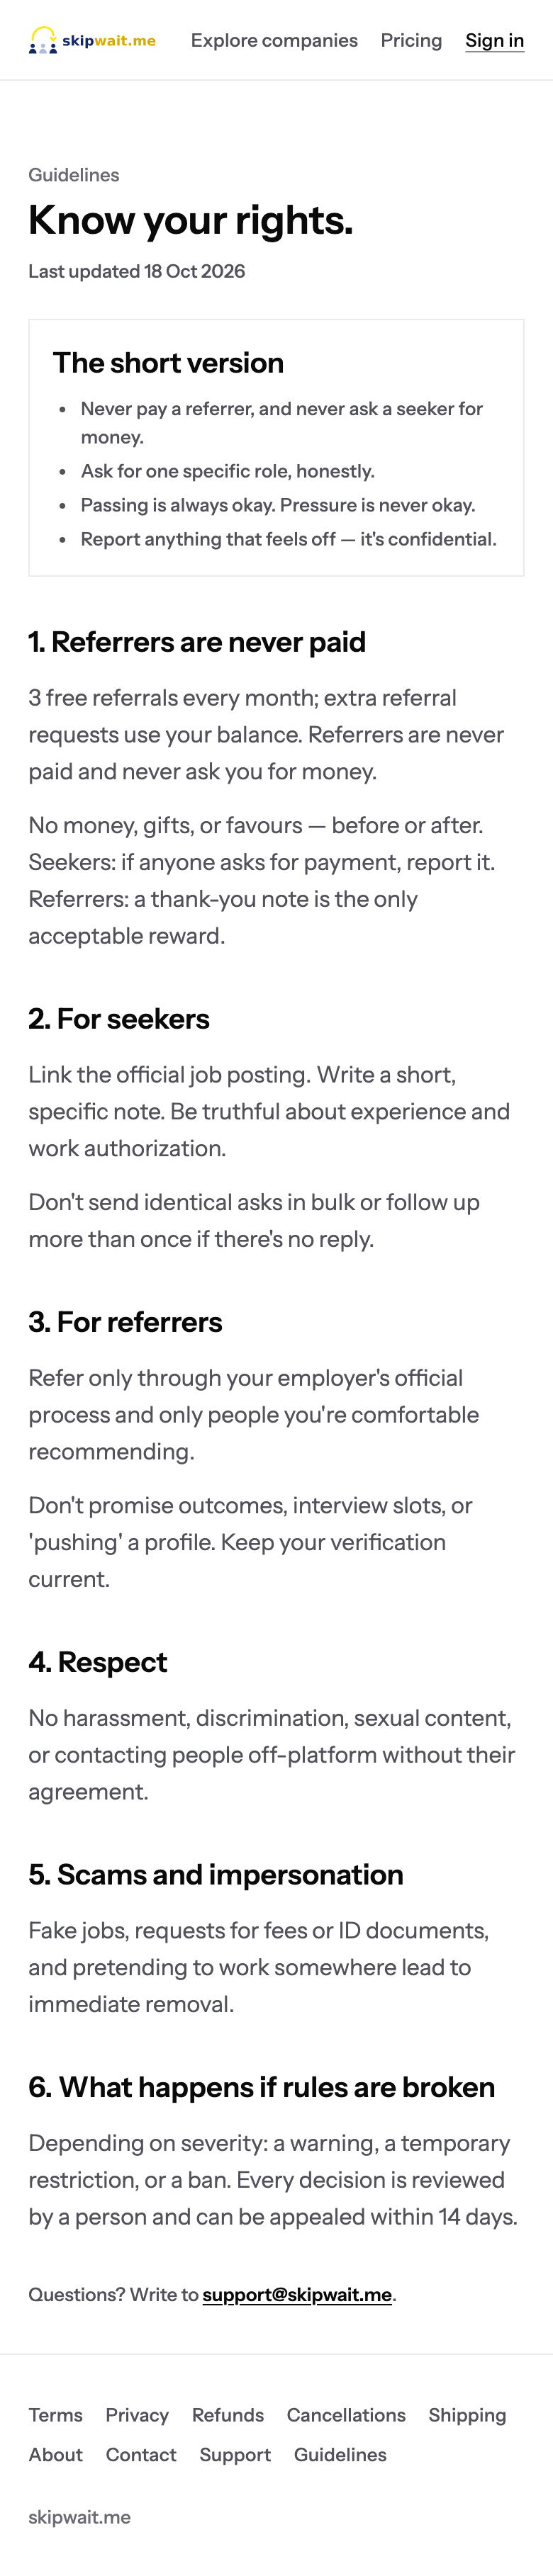 skipwait.me
Explore companies
Pricing
Sign in
Guidelines
Know your rights.
Last updated 18 Oct 2026
The short version
• Never pay a referrer, and never ask a seeker for
money.
• Ask for one specific role, honestly.
• Passing is always okay. Pressure is never okay.
• Report anything that feels off — it's confidential.
1. Referrers are never paid
3 free referrals every month; extra referral
requests use your balance. Referrers are never
paid and never ask you for money.
No money, gifts, or favours — before or after.
Seekers: if anyone asks for payment, report it.
Referrers: a thank-you note is the only
acceptable reward.
2. For seekers
Link the official job posting. Write a short,
specific note. Be truthful about experience and
work authorization.
Don't send identical asks in bulk or follow up
more than once if there's no reply.
3. For referrers
Refer only through your employer's official
process and only people you're comfortable
recommending.
Don't promise outcomes, interview slots, or
'pushing' a profile. Keep your verification
current.
4. Respect
No harassment, discrimination, sexual content,
or contacting people off-platform without their
agreement.
5. Scams and impersonation
Fake jobs, requests for fees or ID documents,
and pretending to work somewhere lead to
immediate removal.
6. What happens if rules are broken
Depending on severity: a warning, a temporary
restriction, or a ban. Every decision is reviewed
by a person and can be appealed within 14 days.
Questions? Write to support@skipwait.me.
Terms Privacy Refunds Cancellations Shipping
About Contact Support Guidelines
skipwait.me